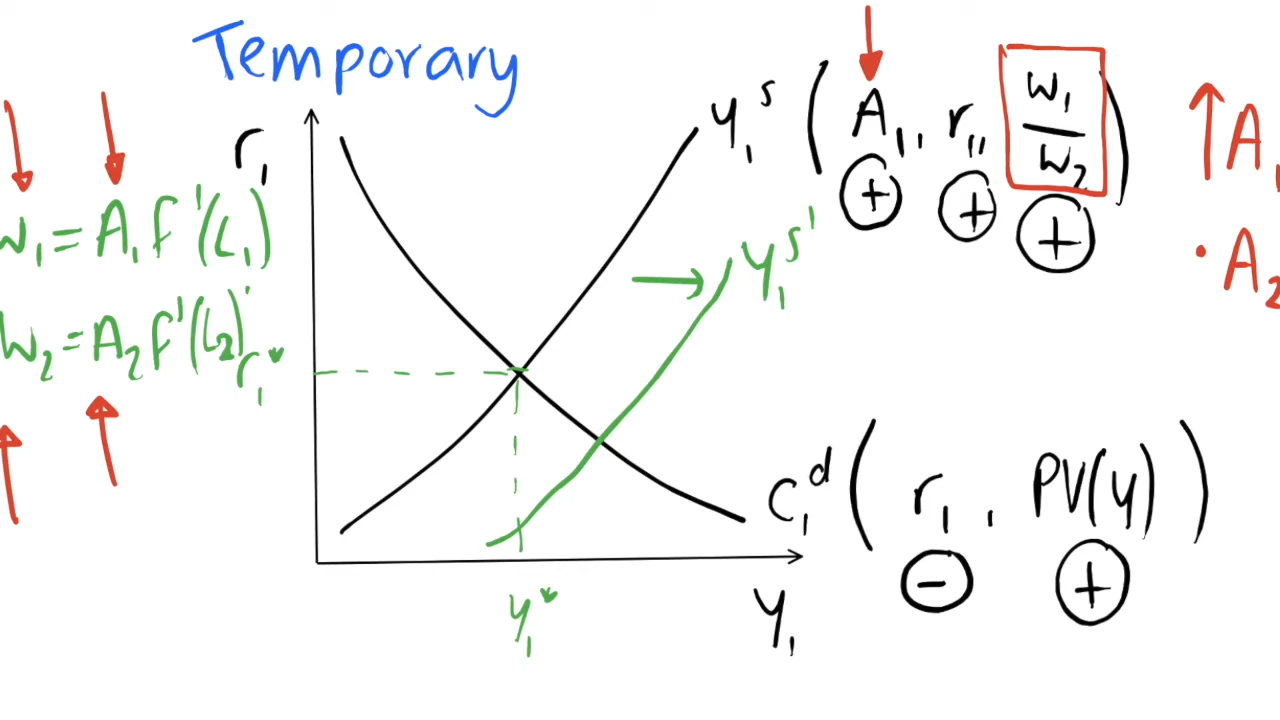 Temporary
r₁
Y₁ˢ ( A₁, r₁, w₁/w₂ )
+ + +
↑ A₁
· A₂
w₁ = A₁ f'(L₁)
w₂ = A₂ f'(L₂)
r₁*
Y₁ˢ'
C₁ᵈ ( r₁, PV(y) )
− +
Y₁*
Y₁